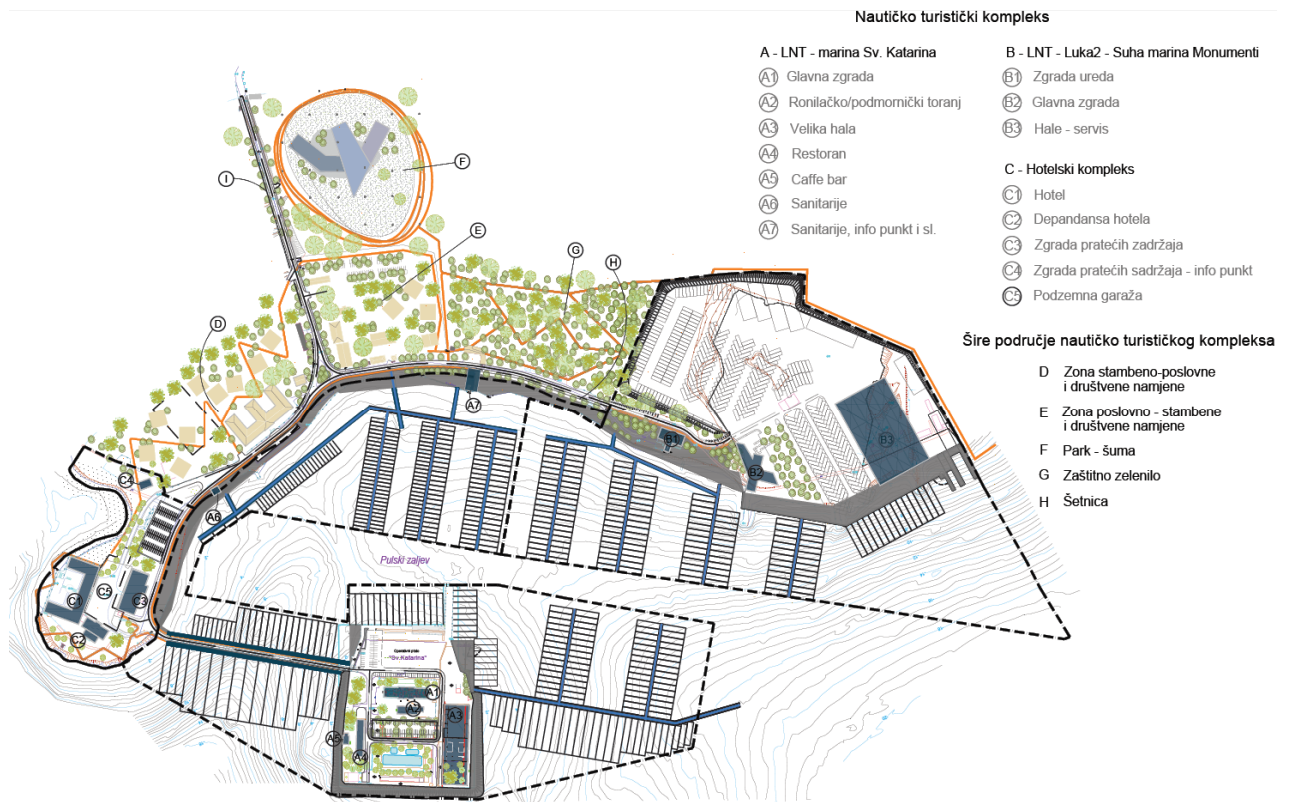 Nautičko turistički kompleks
A - LNT - marina Sv. Katarina
A1 Glavna zgrada
A2 Ronilačko/podmornički toranj
A3 Velika hala
A4 Restoran
A5 Caffe bar
A6 Sanitarije
A7 Sanitarije, info punkt i sl.
B - LNT - Luka2 - Suha marina Monumenti
B1 Zgrada ureda
B2 Glavna zgrada
B3 Hale - servis
C - Hotelski kompleks
C1 Hotel
C2 Depandansa hotela
C3 Zgrada pratećih zadržaja
C4 Zgrada pratećih sadržaja - info punkt
C5 Podzemna garaža
Šire područje nautičko turističkog kompleksa
D Zona stambeno-poslovne
i društvene namjene
E Zona poslovno - stambene
i društvene namjene
F Park - šuma
G Zaštitno zelenilo
H Šetnica
F
I
E
G
H
D
A7
B1
B3
B2
C4
A6
Pulski zaljev
C5
C1
C3
C2
"Sv.Katarina"
A1
A2
A3
A5
A4